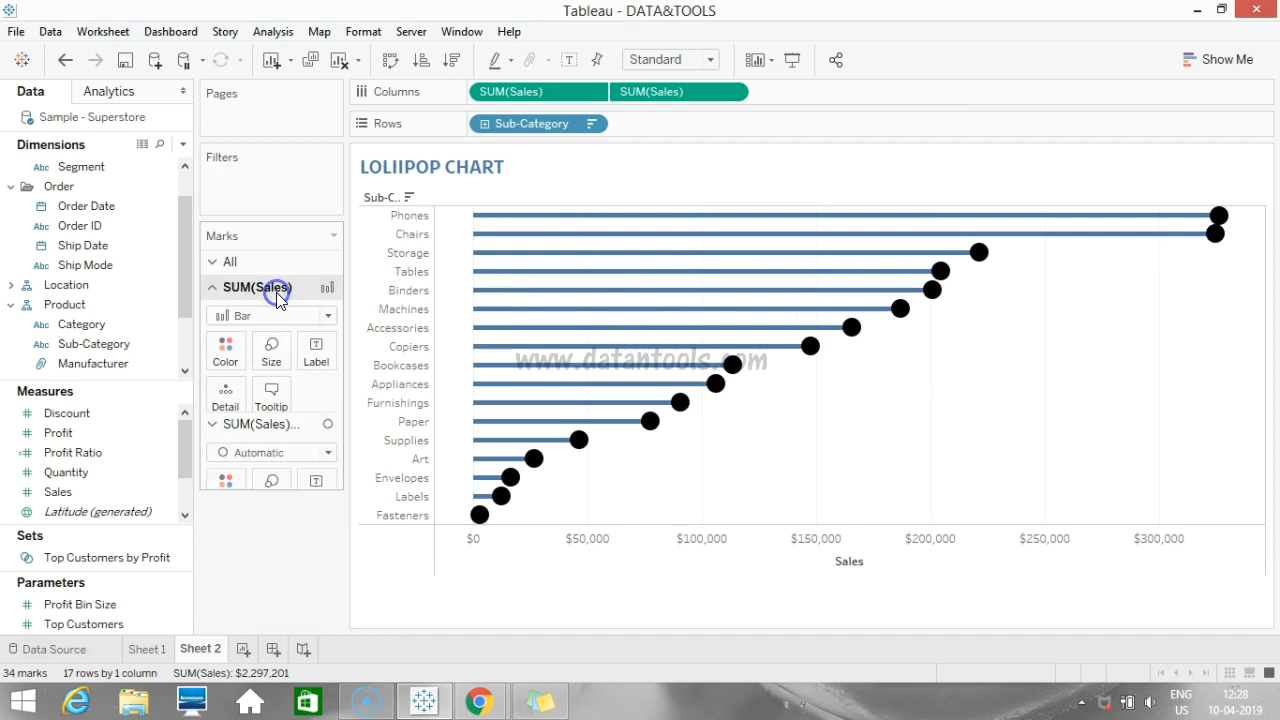 Tableau - DATA&TOOLS
File Data Worksheet Dashboard Story Analysis Map Format Server Window Help
Standard
Show Me
Data Analytics
Sample - Superstore
Dimensions
Abc Segment
Order
Order Date
Abc Order ID
Ship Date
Abc Ship Mode
Location
Product
Abc Category
Abc Sub-Category
Manufacturer
Measures
Discount
Profit
Profit Ratio
Quantity
Sales
Latitude (generated)
Sets
Top Customers by Profit
Parameters
Profit Bin Size
Top Customers
Pages
Filters
Marks
All
SUM(Sales)
Bar
Color Size Label
Detail Tooltip
SUM(Sales)...
Automatic
Columns SUM(Sales) SUM(Sales)
Rows Sub-Category
LOLIIPOP CHART
Sub-C..
Phones
Chairs
Storage
Tables
Binders
Machines
Accessories
Copiers
Bookcases
Appliances
Furnishings
Paper
Supplies
Art
Envelopes
Labels
Fasteners
www.datantools.com
$0 $50,000 $100,000 $150,000 $200,000 $250,000 $300,000
Sales
Data Source Sheet 1 Sheet 2
34 marks 17 rows by 1 column SUM(Sales): $2,297,201
ENG 12:28
US 10-04-2019